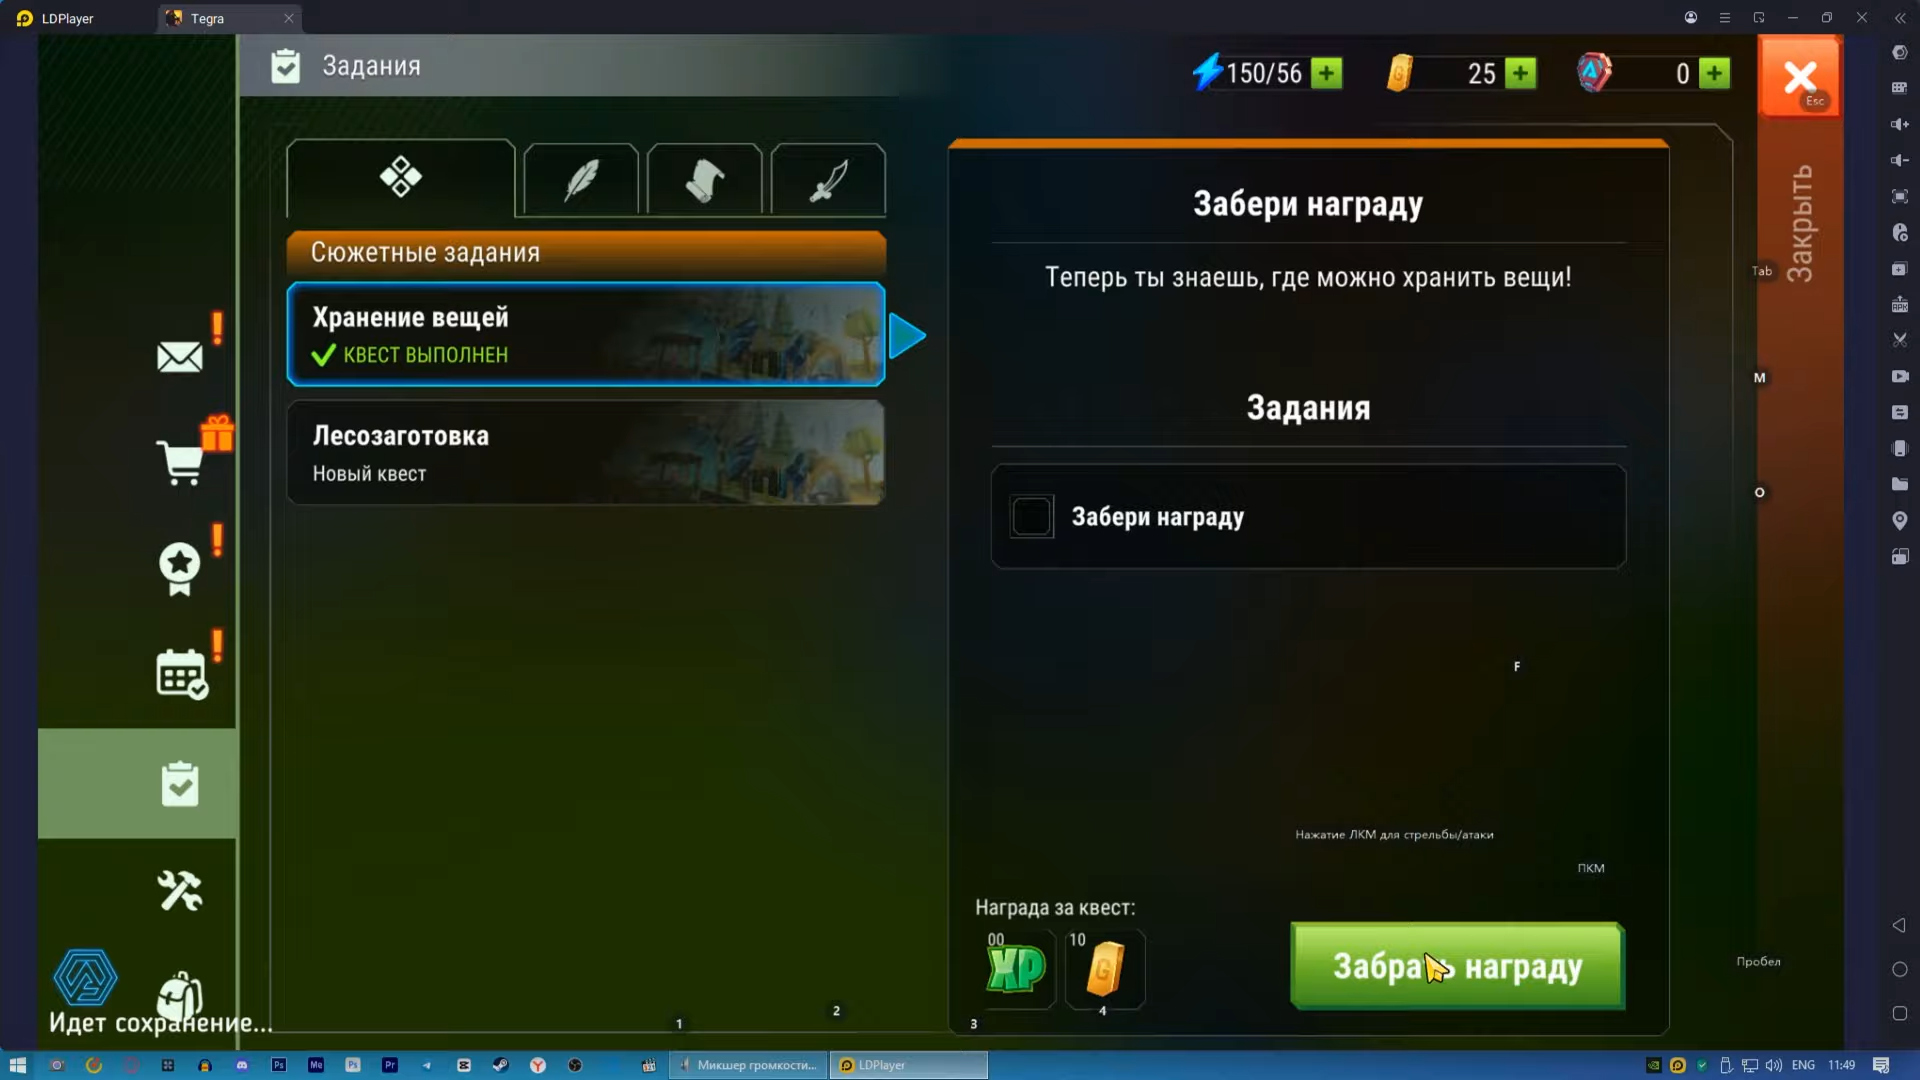 LDPlayer
Tegra
Задания
150/56
25
0
Esc
Закрыть
Tab
M
O
Сюжетные задания
Хранение вещей
КВЕСТ ВЫПОЛНЕН
Лесозаготовка
Новый квест
Забери награду
Теперь ты знаешь, где можно хранить вещи!
Задания
Забери награду
F
Нажатие ЛКМ для стрельбы/атаки
ПКМ
Награда за квест:
00
XP
10
G
4
Забрать награду
Пробел
Идет сохранение...
1
2
3
Микшер громкости...
LDPlayer
ENG
11:49